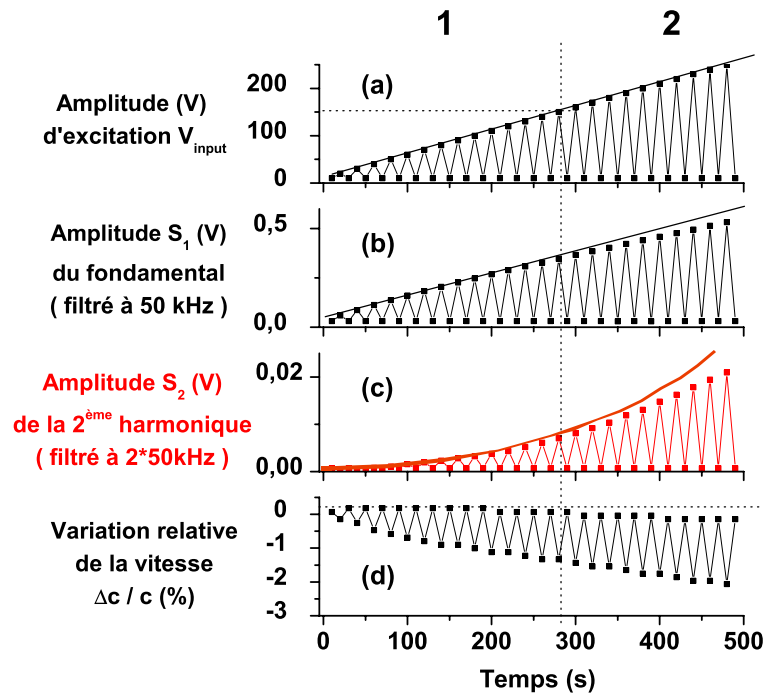 1 2
Amplitude (V)
d'excitation V_input
200
100
0
(a)
Amplitude S_1 (V)
du fondamental
( filtré à 50 kHz )
0,5
0,0
(b)
Amplitude S_2 (V)
de la 2^ème harmonique
( filtré à 2*50kHz )
0,02
0,00
(c)
Variation relative
de la vitesse
Δc / c (%)
0
-1
-2
-3
(d)
0 100 200 300 400 500
Temps (s)